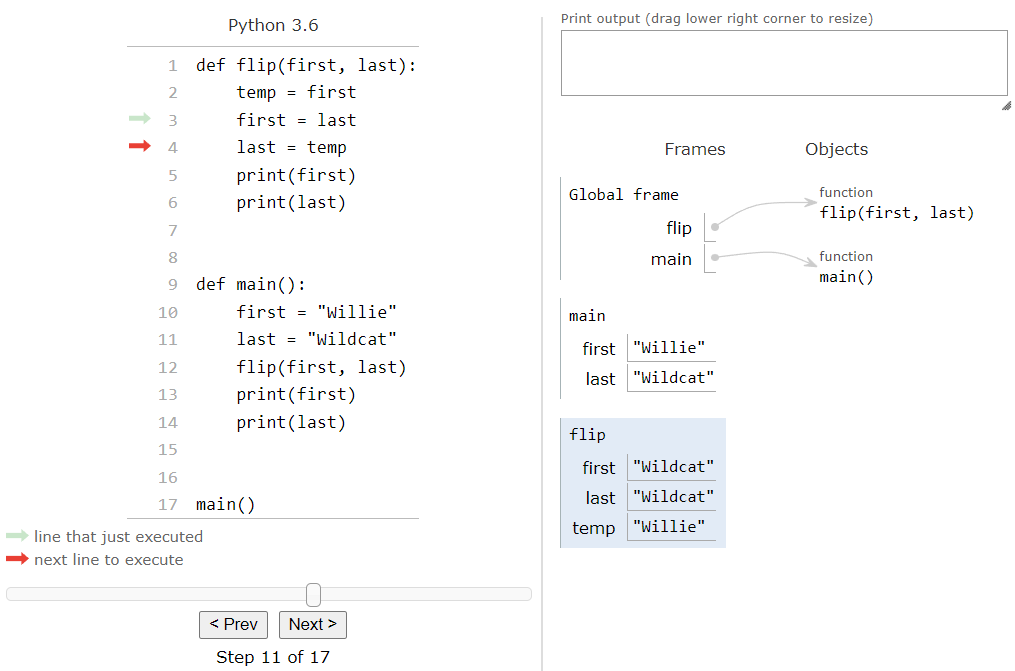 Python 3.6
1 def flip(first, last):
2     temp = first
3     first = last
4     last = temp
5     print(first)
6     print(last)
7
8
9 def main():
10     first = "Willie"
11     last = "Wildcat"
12     flip(first, last)
13     print(first)
14     print(last)
15
16
17 main()
line that just executed
next line to execute
< Prev Next >
Step 11 of 17
Print output (drag lower right corner to resize)
Frames Objects
Global frame
flip
main
function
flip(first, last)
function
main()
main
first "Willie"
last "Wildcat"
flip
first "Wildcat"
last "Wildcat"
temp "Willie"